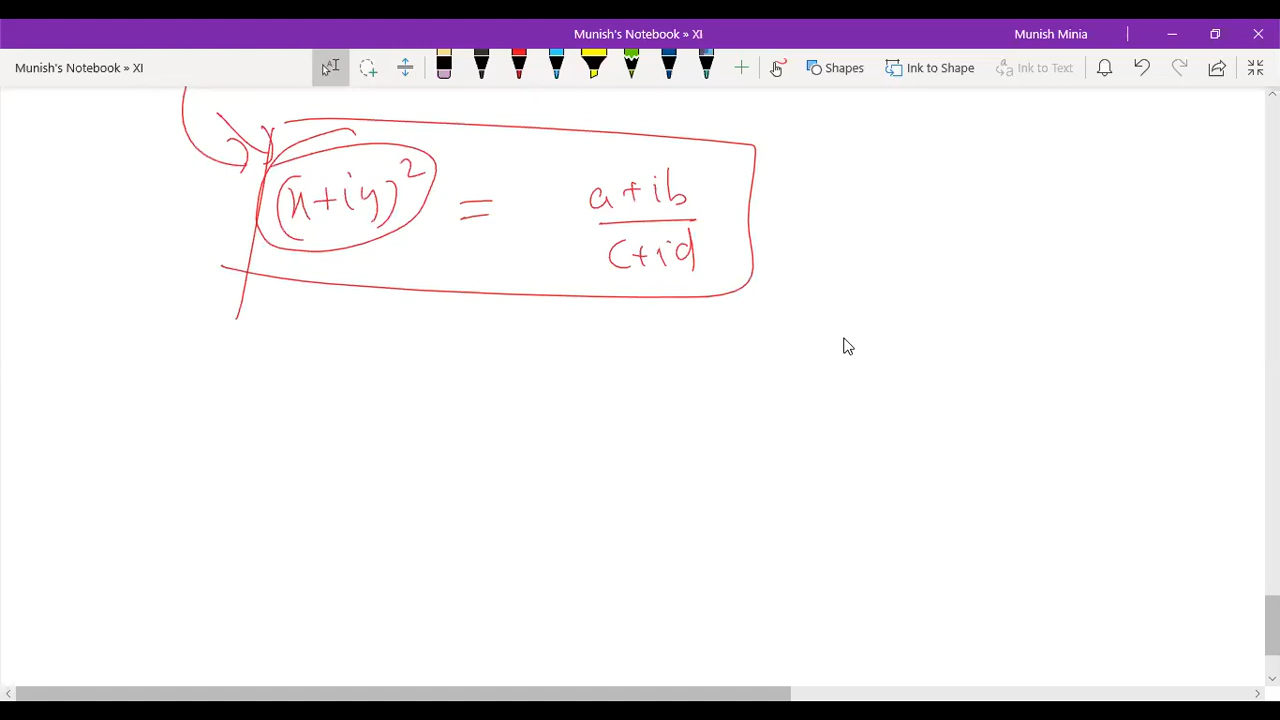 Munish's Notebook » XI
Munish Minia
Munish's Notebook » XI
Shapes
Ink to Shape
Ink to Text
(x+iy)² = a+ib
c+id